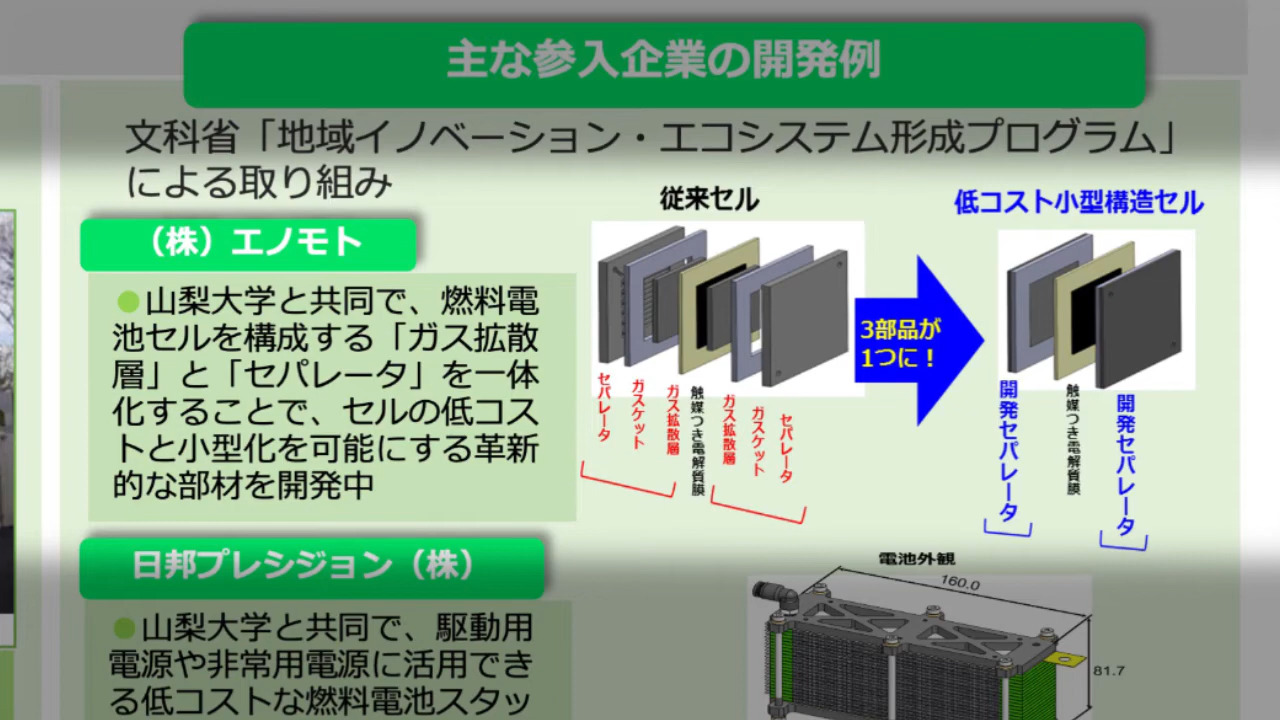 主な参入企業の開発例
文科省「地域イノベーション・エコシステム形成プログラム」
による取り組み
(株)エノモト
●山梨大学と共同で、燃料電
池セルを構成する「ガス拡散
層」と「セパレータ」を一体
化することで、セルの低コス
トと小型化を可能にする革新
的な部材を開発中
従来セル
低コスト小型構造セル
3部品が
1つに!
セパレータ
ガスケット
ガス拡散層
触媒つき電解質膜
ガス拡散層
ガスケット
セパレータ
開発セパレータ
触媒つき電解質膜
開発セパレータ
日邦プレシジョン(株)
●山梨大学と共同で、駆動用
電源や非常用電源に活用でき
る低コストな燃料電池スタッ
電池外観
160.0
81.7